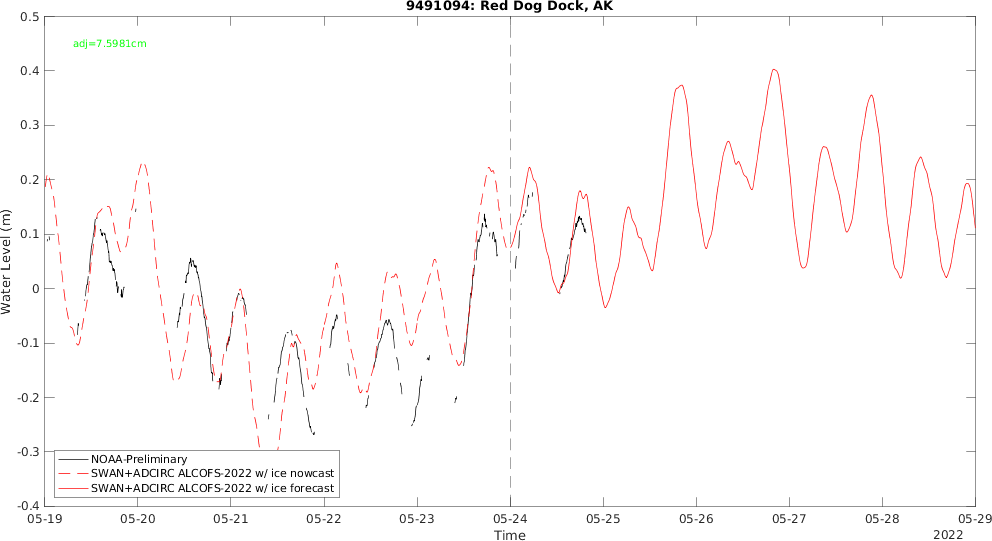 9491094: Red Dog Dock, AK
adj=7.5981cm
Water Level (m)
0.5
0.4
0.3
0.2
0.1
0
-0.1
-0.2
-0.3
-0.4
NOAA-Preliminary
SWAN+ADCIRC ALCOFS-2022 w/ ice nowcast
SWAN+ADCIRC ALCOFS-2022 w/ ice forecast
05-19 05-20 05-21 05-22 05-23 05-24 05-25 05-26 05-27 05-28 05-29
Time
2022